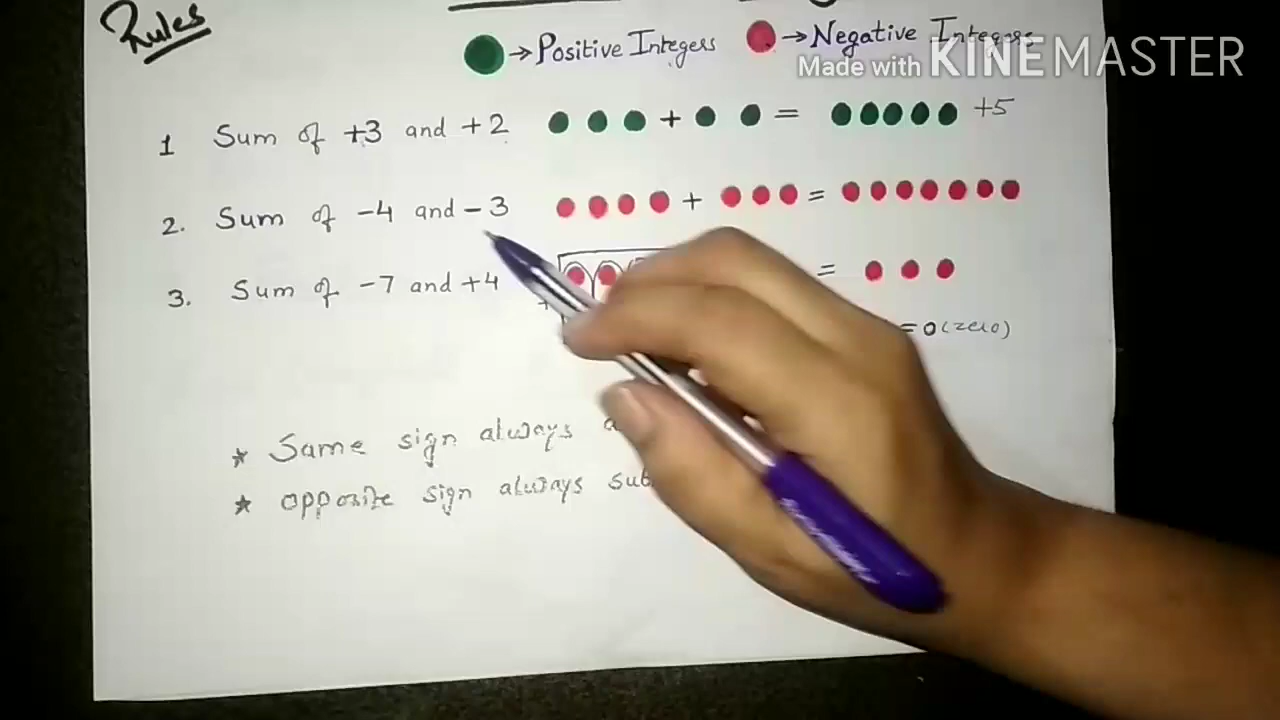 Rules
→ Positive Integers → Negative Integers
Made with KINEMASTER
1 Sum of +3 and +2 + = +5
2. Sum of -4 and -3 + =
3. Sum of -7 and +4 =
= 0 (zero)
* Same sign always
* opposite sign always